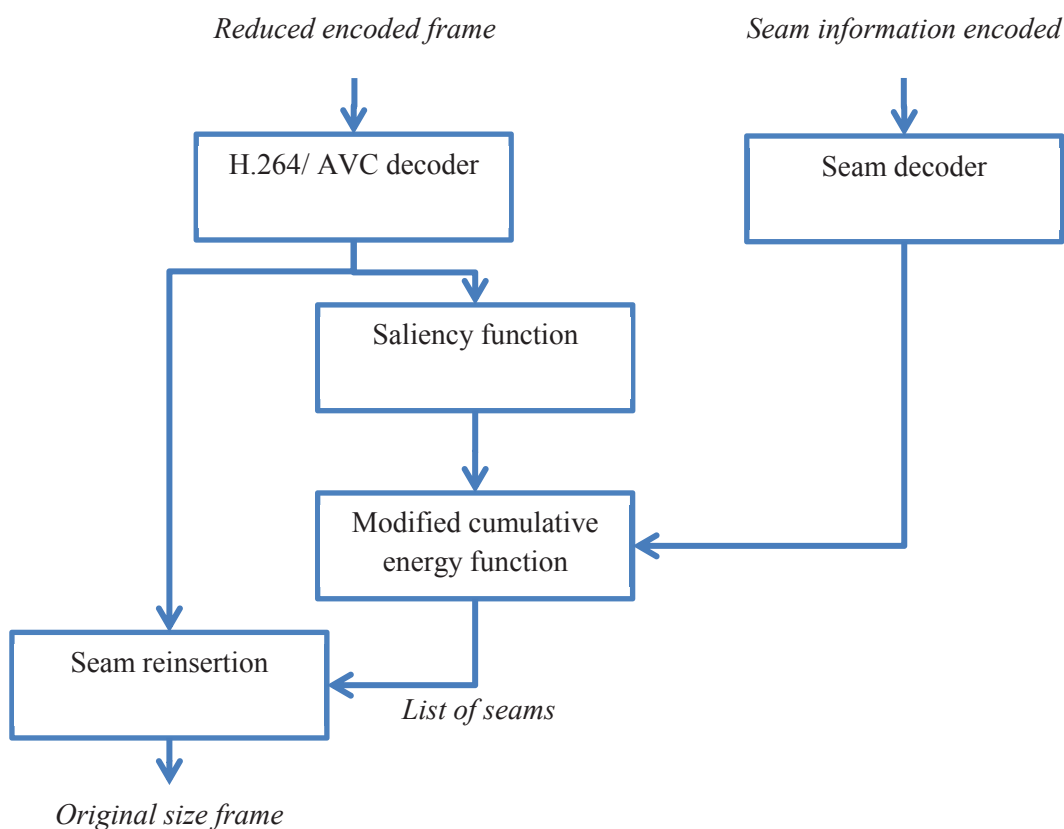 Reduced encoded frame
Seam information encoded
H.264/ AVC decoder
Seam decoder
Saliency function
Modified cumulative
energy function
Seam reinsertion
List of seams
Original size frame